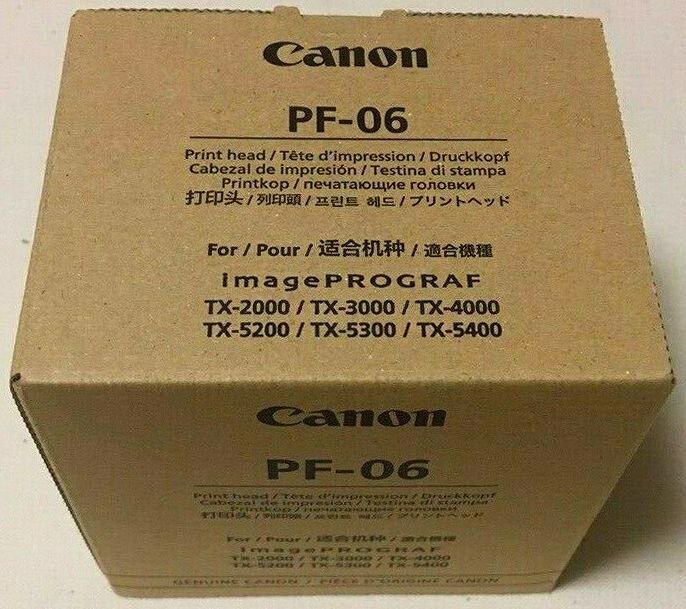 Canon
PF-06
Print head / Tête d'impression / Druckkopf
Cabezal de impresión / Testina di stampa
Printkop / печатающие головки
打印头 / 列印頭 / 프린트 헤드 / プリントヘッド
For / Pour / 适合机种 / 適合機種
imagePROGRAF
TX-2000 / TX-3000 / TX-4000
TX-5200 / TX-5300 / TX-5400
Canon
PF-06
Print head / Tête d'impression / Druckkopf
Cabezal de impresión / Testina di stampa
Printkop / печатающие головки
打印头 / 列印頭 / 프린트 헤드 / プリントヘッド
For / Pour / 适合机种 / 適合機種
imagePROGRAF
TX-2000 / TX-3000 / TX-4000
TX-5200 / TX-5300 / TX-5400
GENUINE CANON / PIÈCE D'ORIGINE CANON